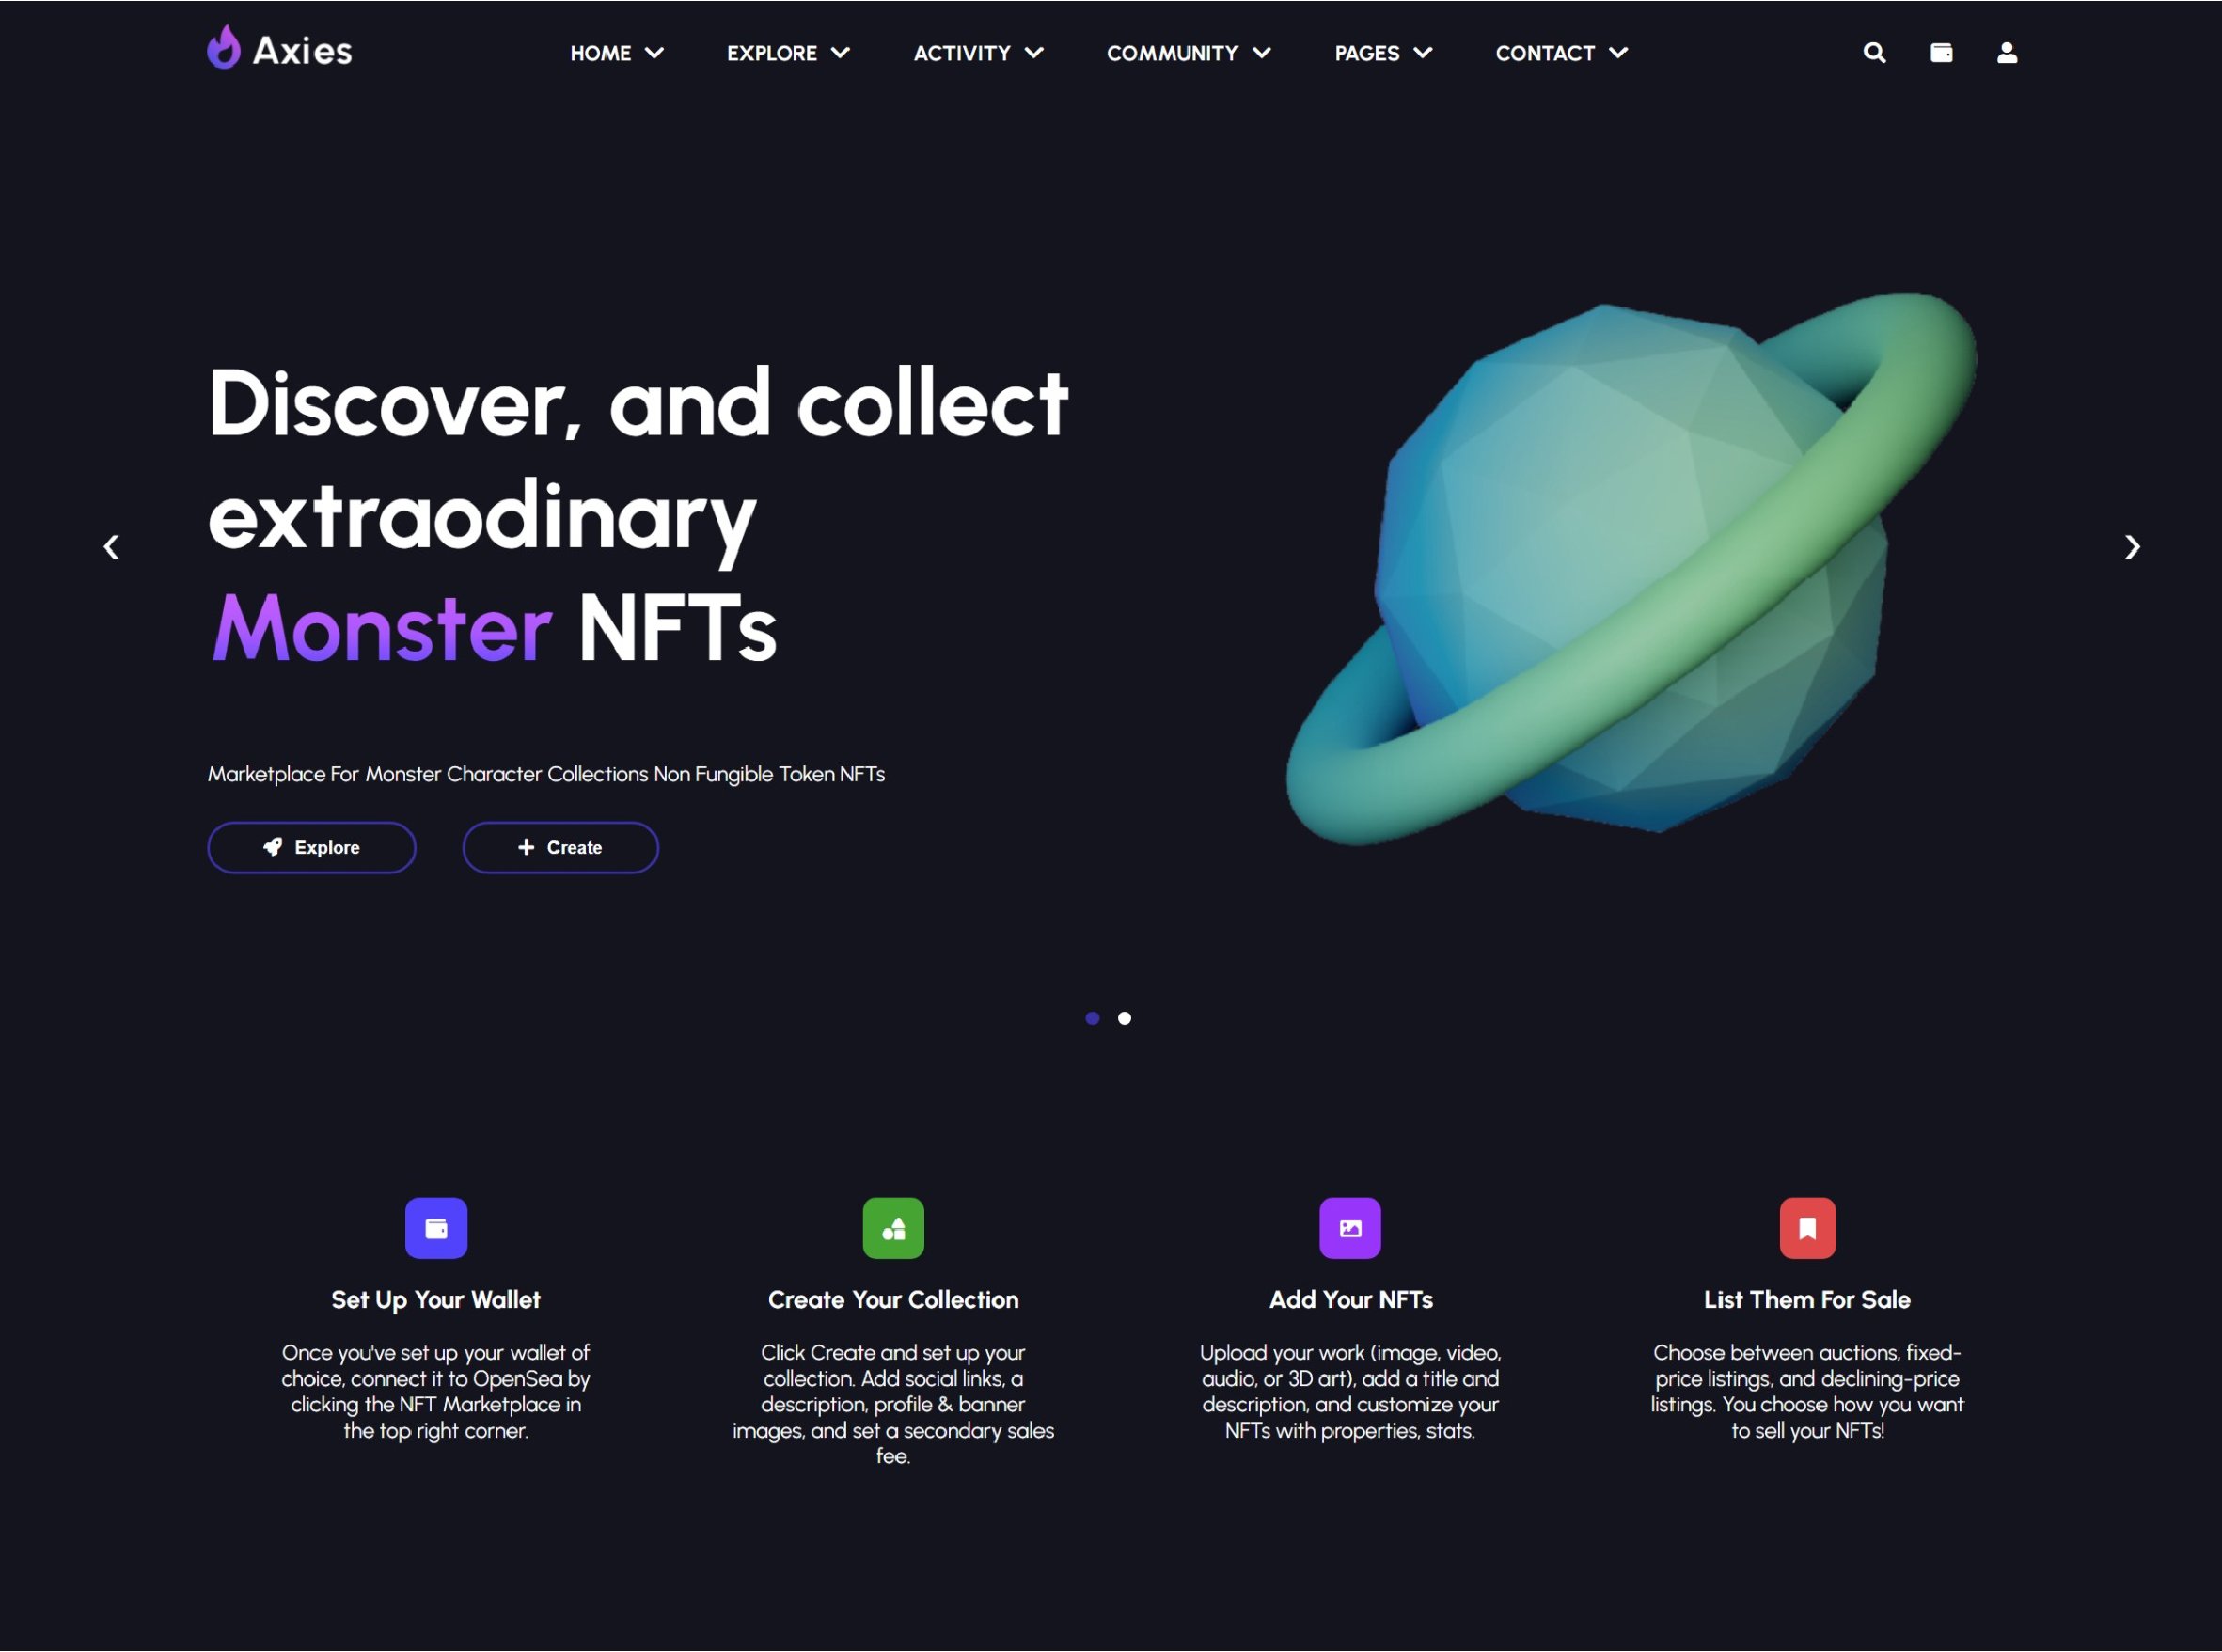 Axies
HOME
EXPLORE
ACTIVITY
COMMUNITY
PAGES
CONTACT
Discover, and collect
extraodinary
Monster NFTs
Marketplace For Monster Character Collections Non Fungible Token NFTs
Explore
Create
Set Up Your Wallet
Once you've set up your wallet of
choice, connect it to OpenSea by
clicking the NFT Marketplace in
the top right corner.
Create Your Collection
Click Create and set up your
collection. Add social links, a
description, profile & banner
images, and set a secondary sales
fee.
Add Your NFTs
Upload your work (image, video,
audio, or 3D art), add a title and
description, and customize your
NFTs with properties, stats.
List Them For Sale
Choose between auctions, fixed-
price listings, and declining-price
listings. You choose how you want
to sell your NFTs!